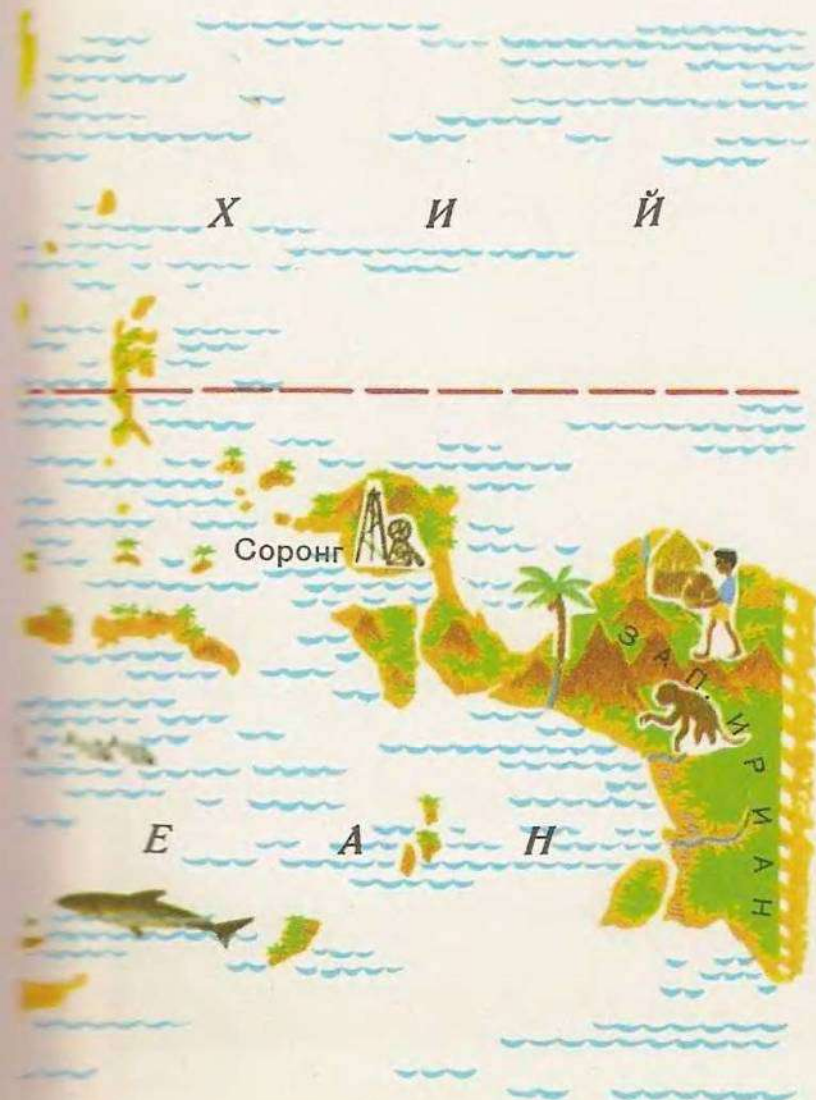 Х И Й
Соронг
ЗАП. ИРИАН
Е А Н